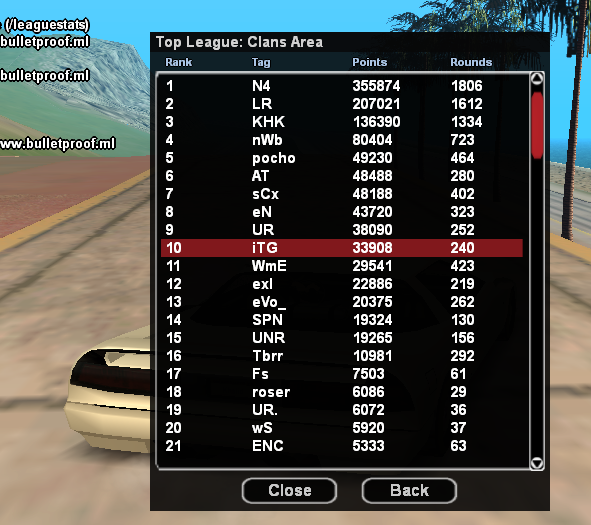 (/leaguestats)
bulletproof.ml
bulletproof.ml
ww.bulletproof.ml
Top League: Clans Area
Rank Tag Points Rounds
1 N4 355874 1806
2 LR 207021 1612
3 KHK 136390 1334
4 nWb 80404 723
5 pocho 49230 464
6 AT 48488 280
7 sCx 48188 402
8 eN 43720 323
9 UR 38090 252
10 iTG 33908 240
11 WmE 29541 423
12 exl 22886 219
13 eVo_ 20375 262
14 SPN 19324 130
15 UNR 19265 156
16 Tbrr 10981 292
17 Fs 7503 61
18 roser 6086 29
19 UR. 6072 36
20 wS 5920 37
21 ENC 5333 63
Close Back